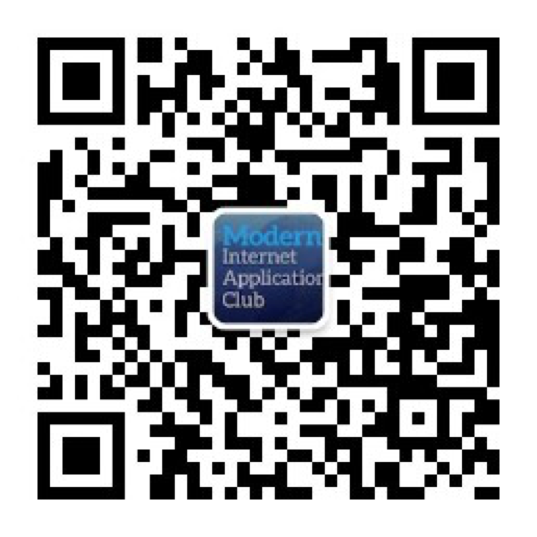 Modern
Internet
Application
Club